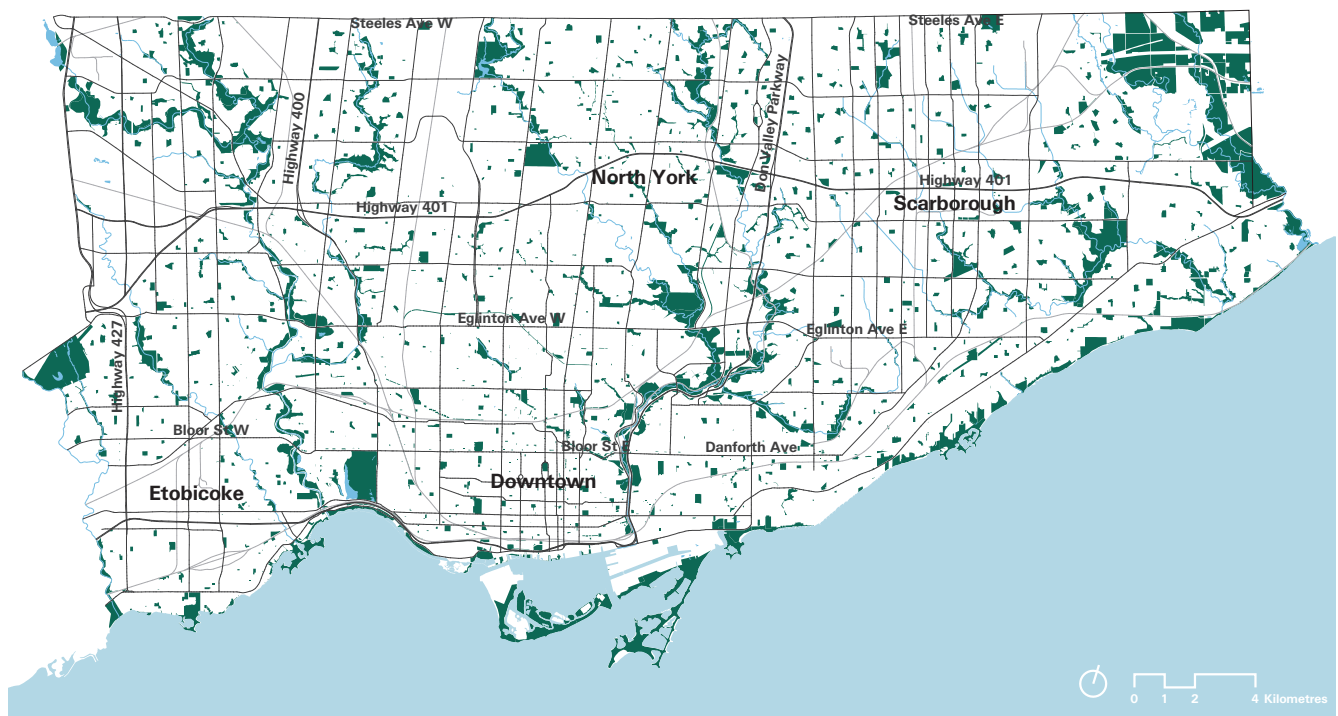 Steeles Ave W
Steeles Ave E
Highway 400
Don Valley Parkway
North York
Highway 401
Scarborough
Highway 401
Eglinton Ave W
Eglinton Ave E
Highway 427
Bloor St W
Bloor St E
Danforth Ave
Etobicoke
Downtown
0 1 2 4 Kilometres